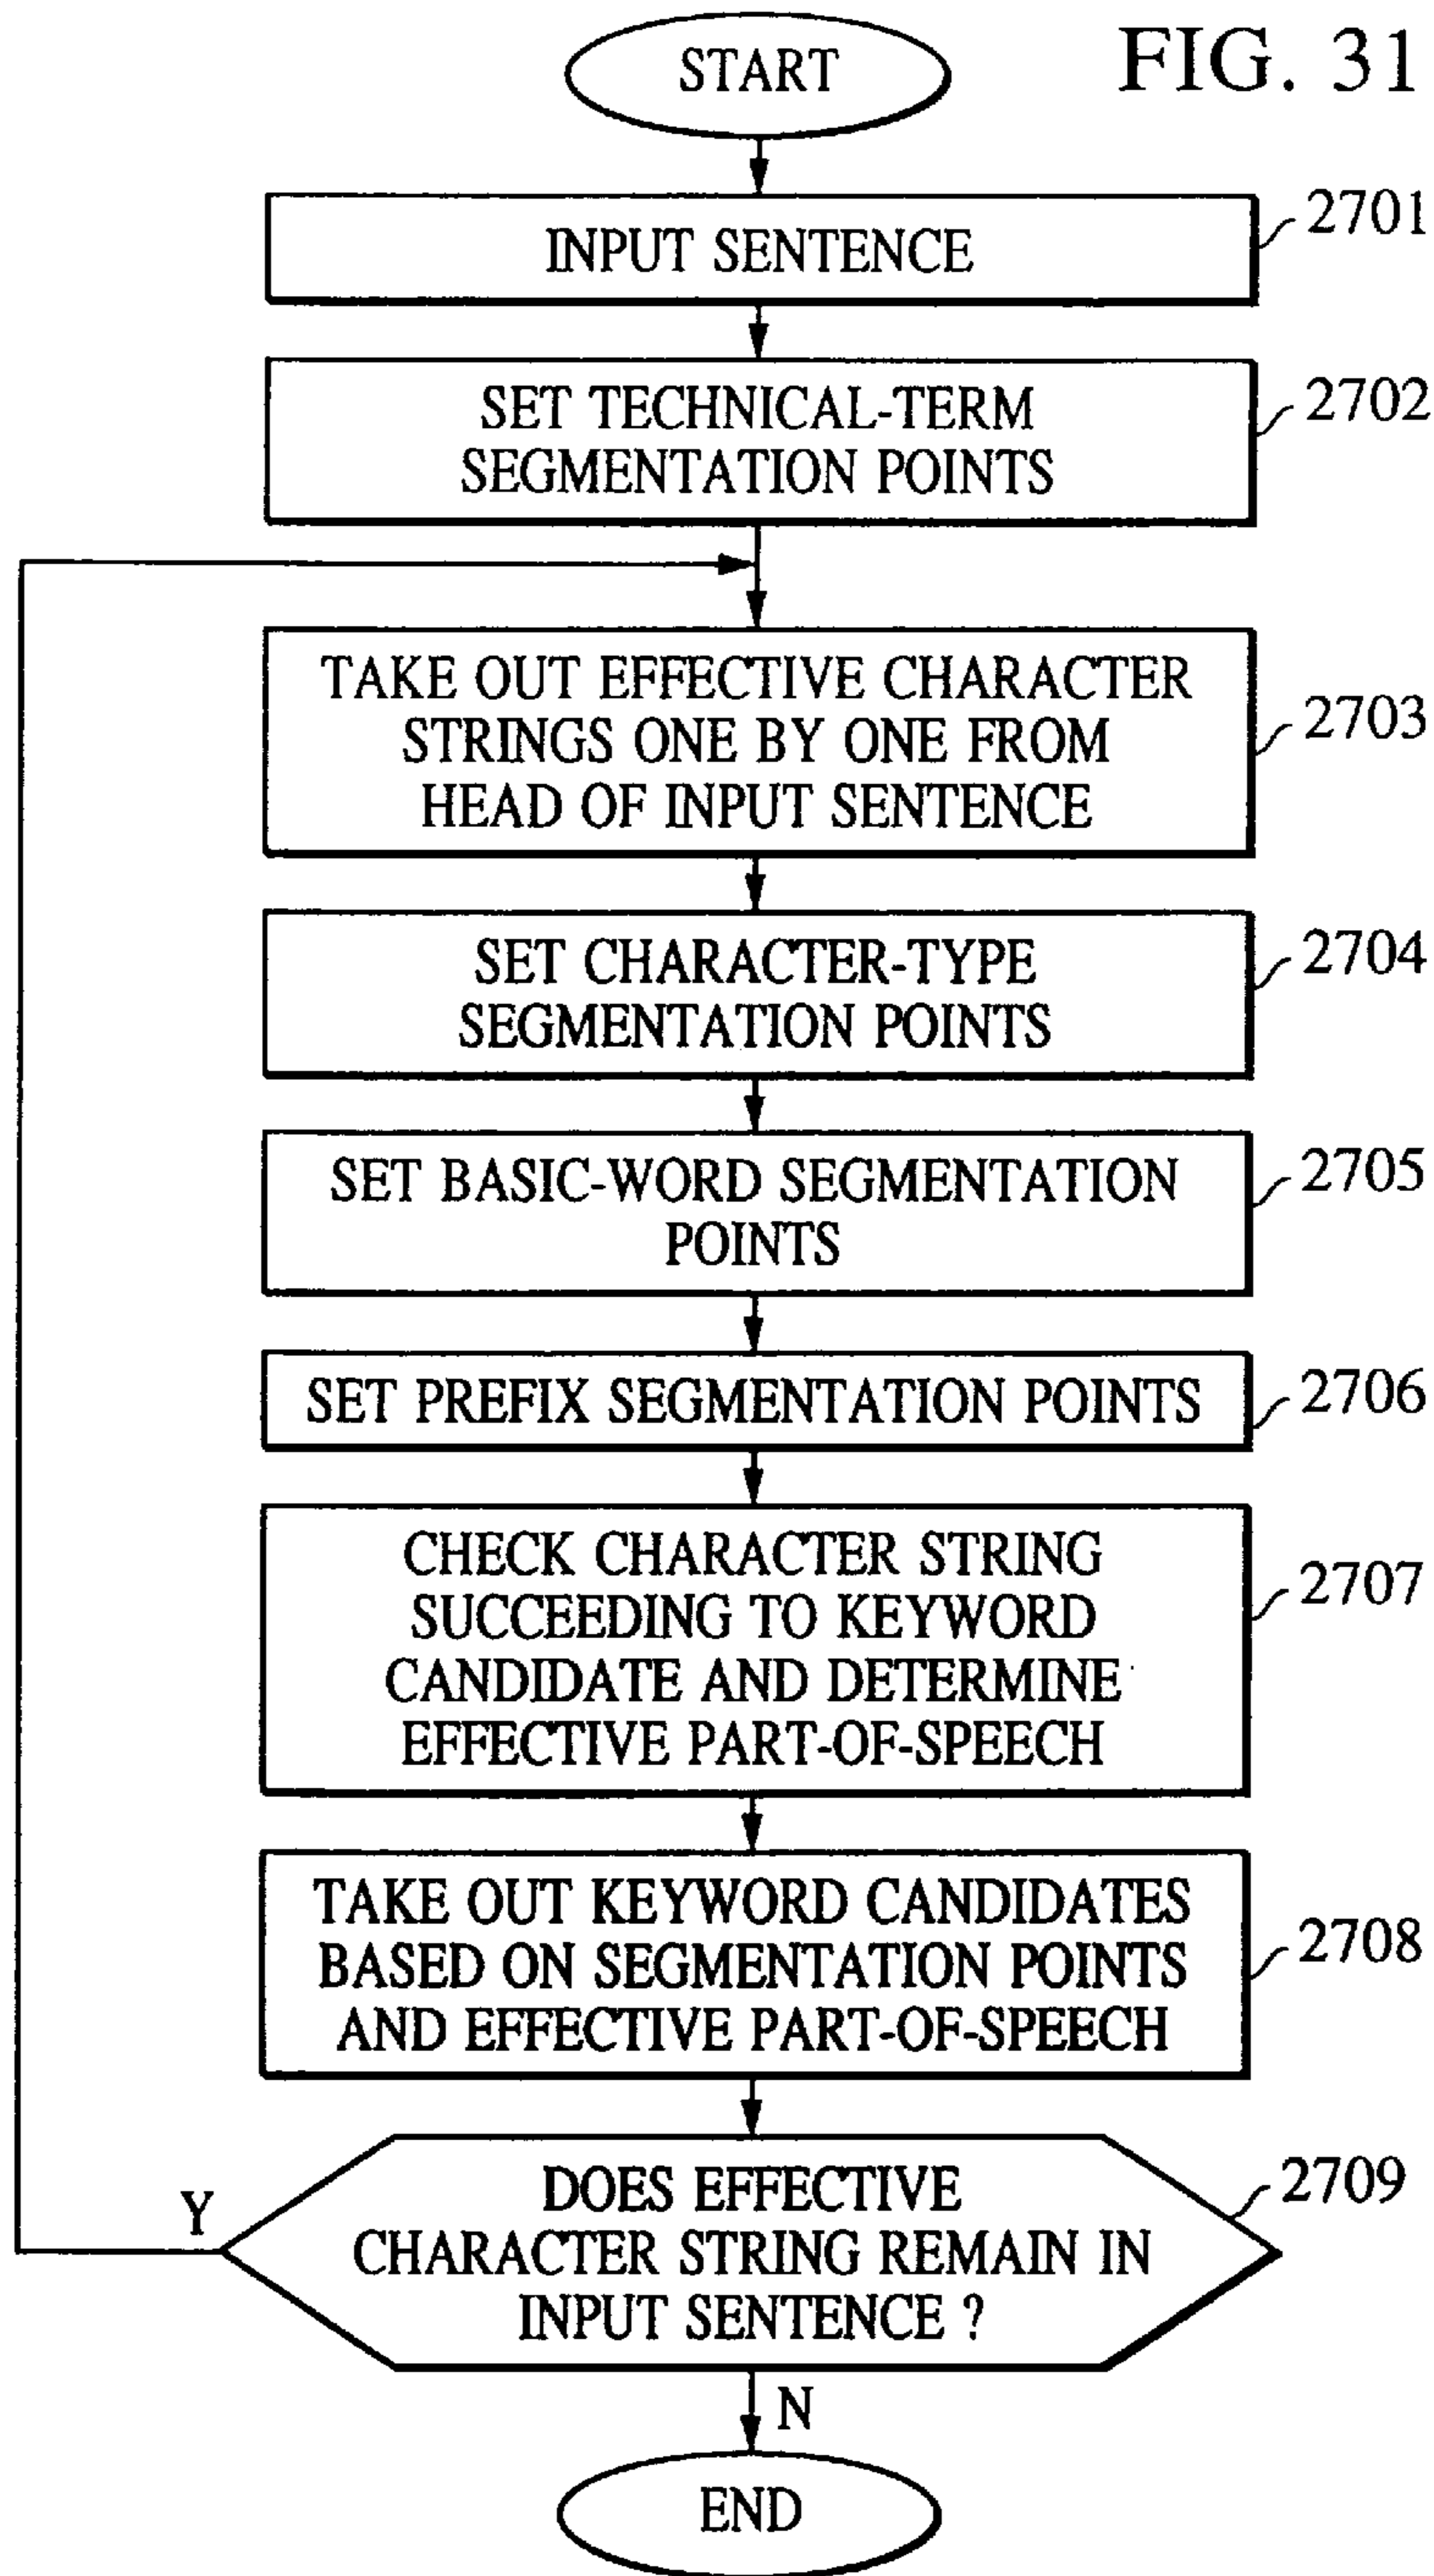 FIG. 31
START
INPUT SENTENCE
2701
SET TECHNICAL-TERM
SEGMENTATION POINTS
2702
TAKE OUT EFFECTIVE CHARACTER
STRINGS ONE BY ONE FROM
HEAD OF INPUT SENTENCE
2703
SET CHARACTER-TYPE
SEGMENTATION POINTS
2704
SET BASIC-WORD SEGMENTATION
POINTS
2705
SET PREFIX SEGMENTATION POINTS
2706
CHECK CHARACTER STRING
SUCCEEDING TO KEYWORD
CANDIDATE AND DETERMINE
EFFECTIVE PART-OF-SPEECH
2707
TAKE OUT KEYWORD CANDIDATES
BASED ON SEGMENTATION POINTS
AND EFFECTIVE PART-OF-SPEECH
2708
DOES EFFECTIVE
CHARACTER STRING REMAIN IN
INPUT SENTENCE ?
2709
Y
N
END